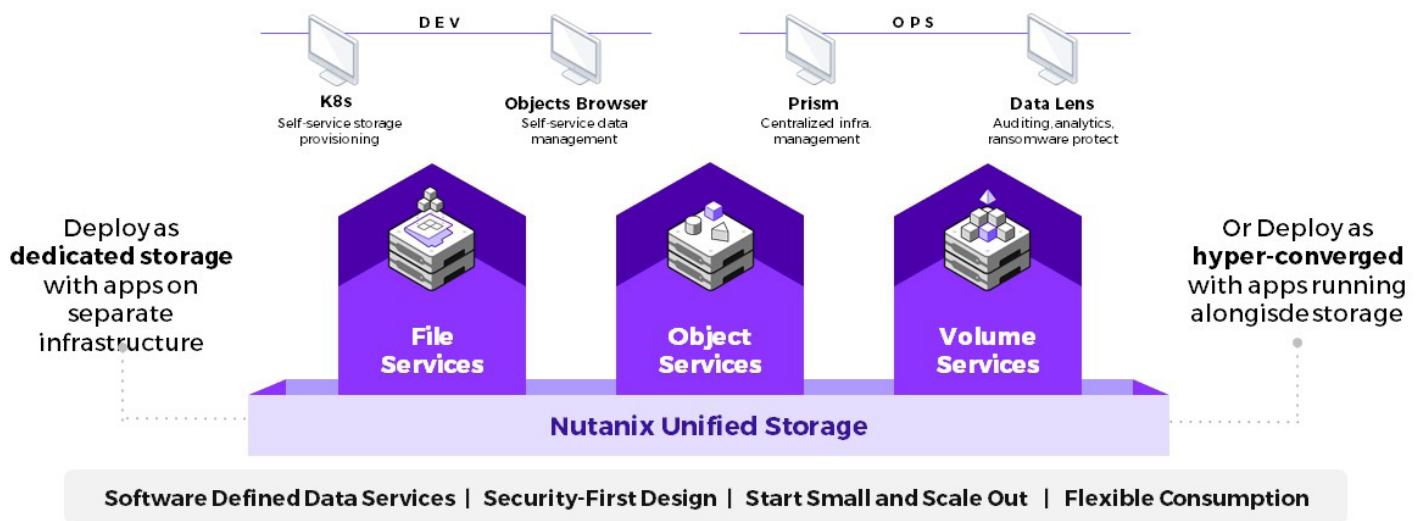 DEV
OPS
K8s
Self-service storage
provisioning
Objects Browser
Self-service data
management
Prism
Centralized infra.
management
Data Lens
Auditing, analytics,
ransomware protect
Deploy as
dedicated storage
with apps on
separate
infrastructure
File
Services
Object
Services
Volume
Services
Or Deploy as
hyper-converged
with apps running
alongisde storage
Nutanix Unified Storage
Software Defined Data Services | Security-First Design | Start Small and Scale Out | Flexible Consumption